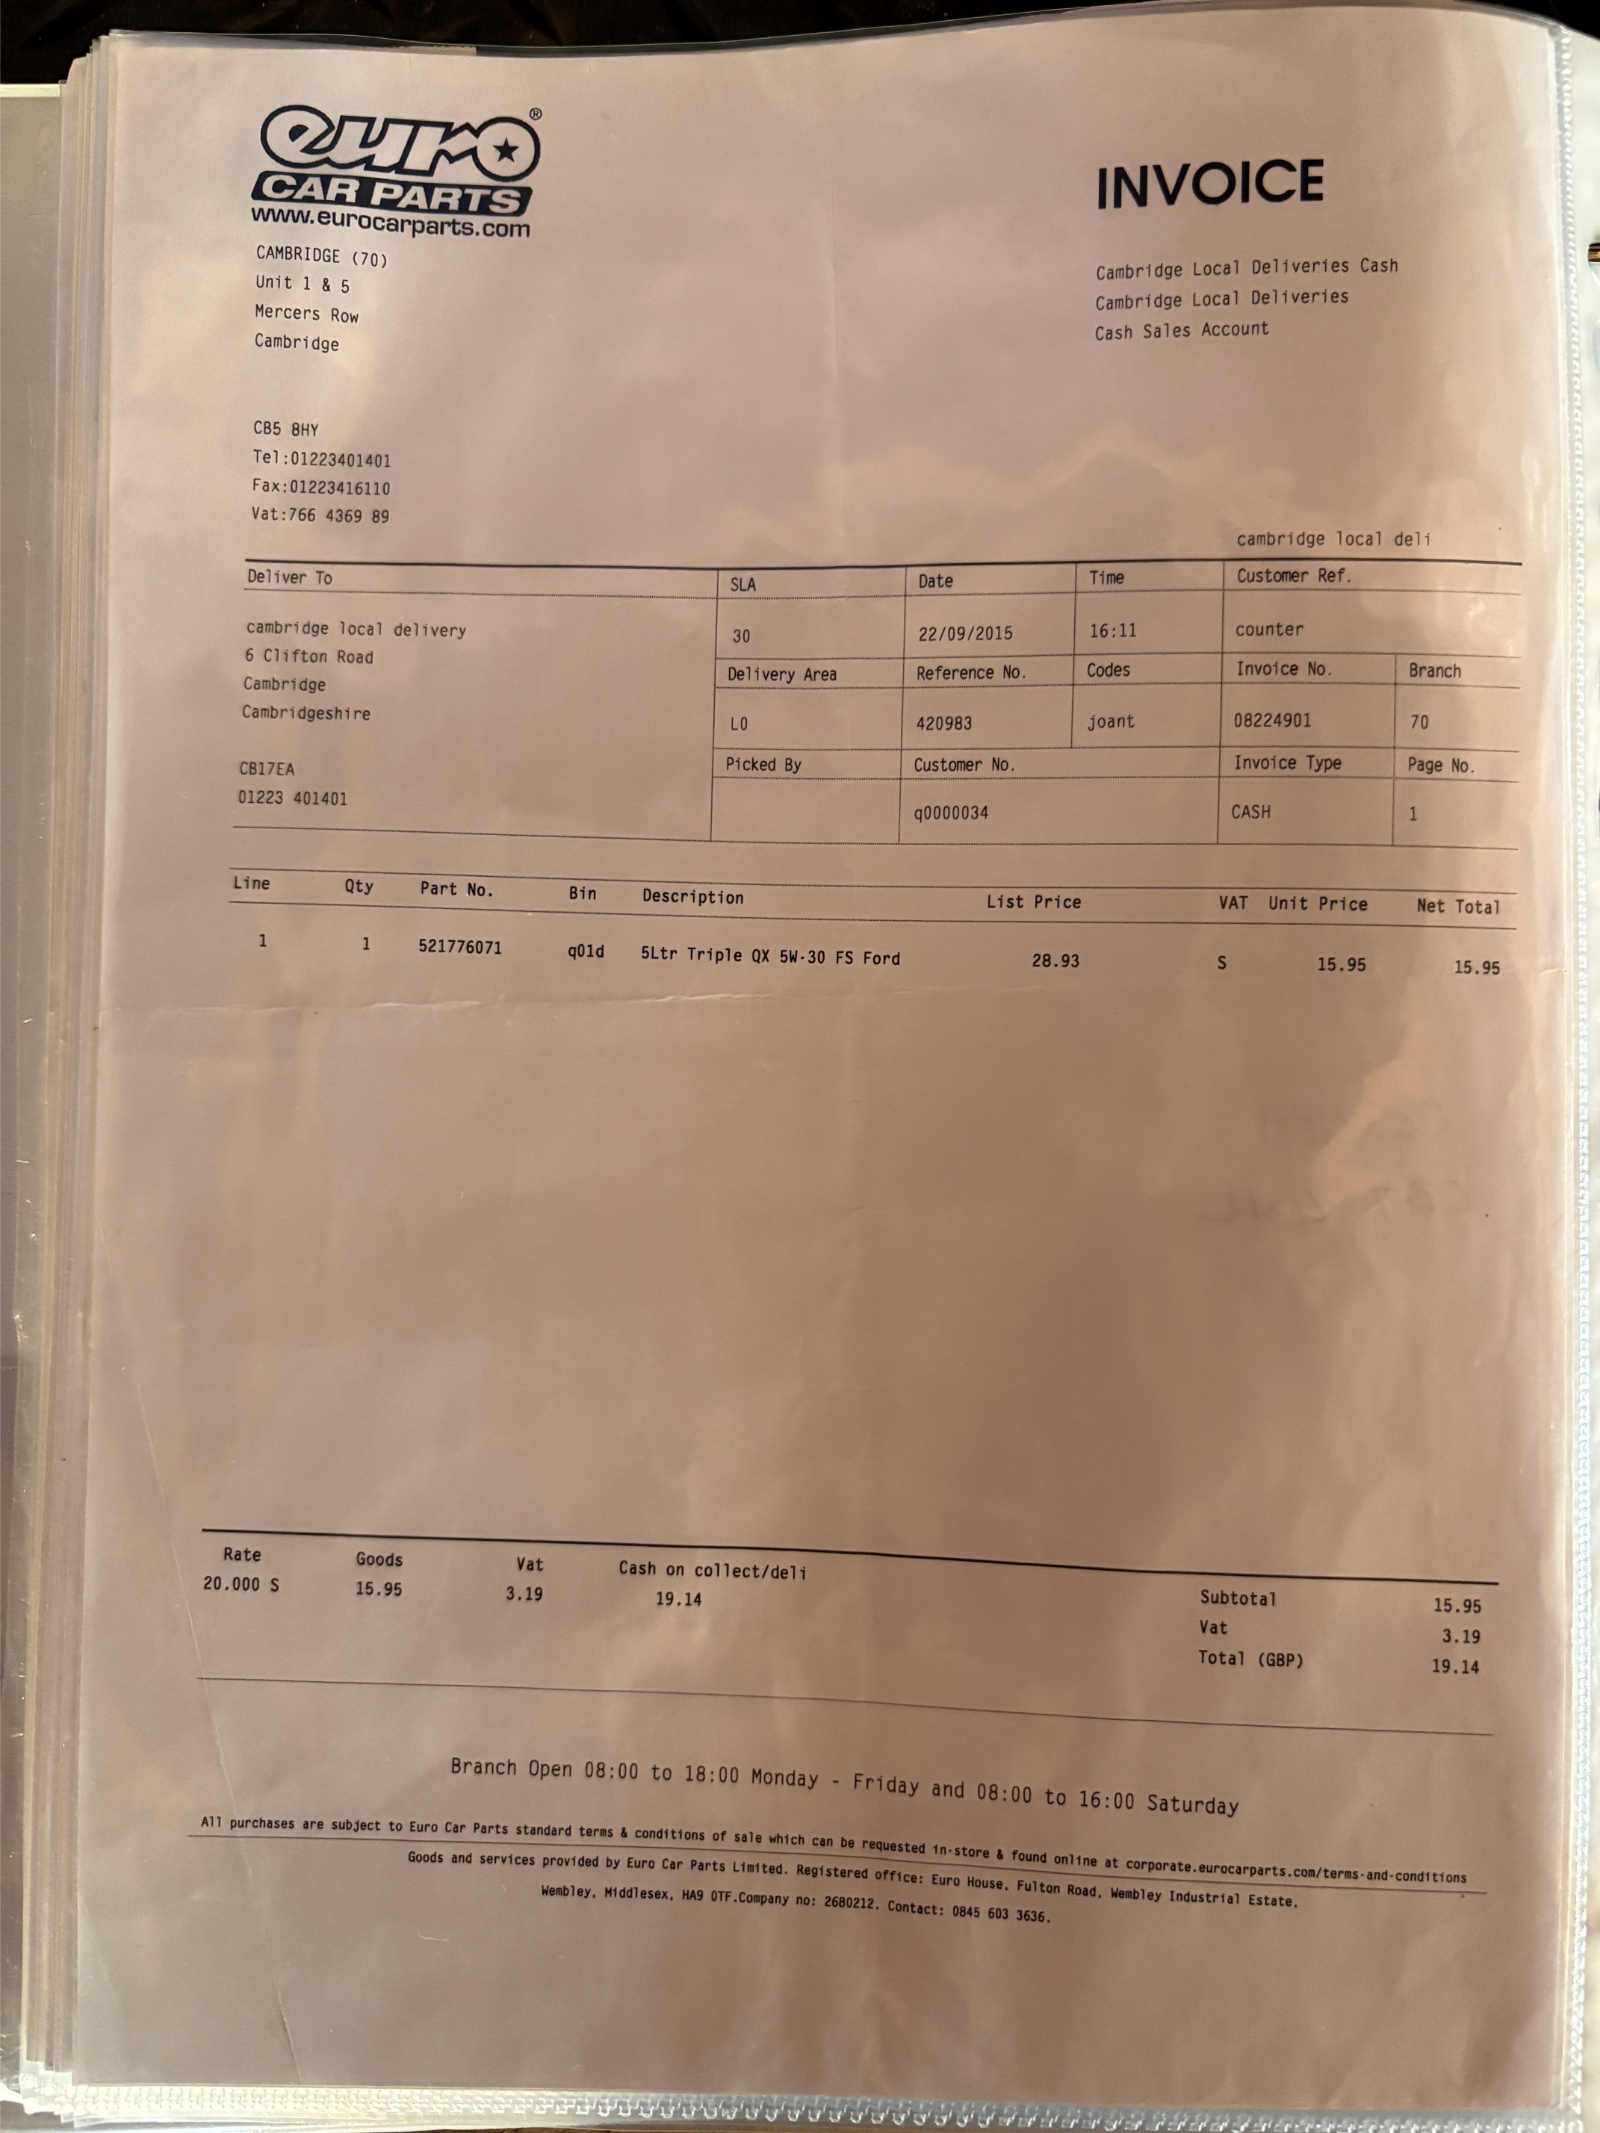 euro®
CAR PARTS
www.eurocarparts.com
INVOICE
CAMBRIDGE (70)
Unit 1 & 5
Mercers Row
Cambridge
Cambridge Local Deliveries Cash
Cambridge Local Deliveries
Cash Sales Account
CB5 8HY
Tel:01223401401
Fax:01223416110
Vat:766 4369 89
cambridge local deli
Deliver To SLA Date Time Customer Ref.
cambridge local delivery 30 22/09/2015 16:11 counter
6 Clifton Road
Cambridge Delivery Area Reference No. Codes Invoice No. Branch
Cambridgeshire L0 420983 joant 08224901 70
CB17EA Picked By Customer No. Invoice Type Page No.
01223 401401 q0000034 CASH 1
Line Qty Part No. Bin Description List Price VAT Unit Price Net Total
1 1 521776071 q01d 5Ltr Triple QX 5W-30 FS Ford 28.93 S 15.95 15.95
Rate Goods Vat Cash on collect/deli
20.000 S 15.95 3.19 19.14
Subtotal 15.95
Vat 3.19
Total (GBP) 19.14
Branch Open 08:00 to 18:00 Monday - Friday and 08:00 to 16:00 Saturday
All purchases are subject to Euro Car Parts standard terms & conditions of sale which can be requested in-store & found online at corporate.eurocarparts.com/terms-and-conditions
Goods and services provided by Euro Car Parts Limited. Registered office: Euro House, Fulton Road, Wembley Industrial Estate,
Wembley, Middlesex, HA9 0TF.Company no: 2680212. Contact: 0845 603 3636.